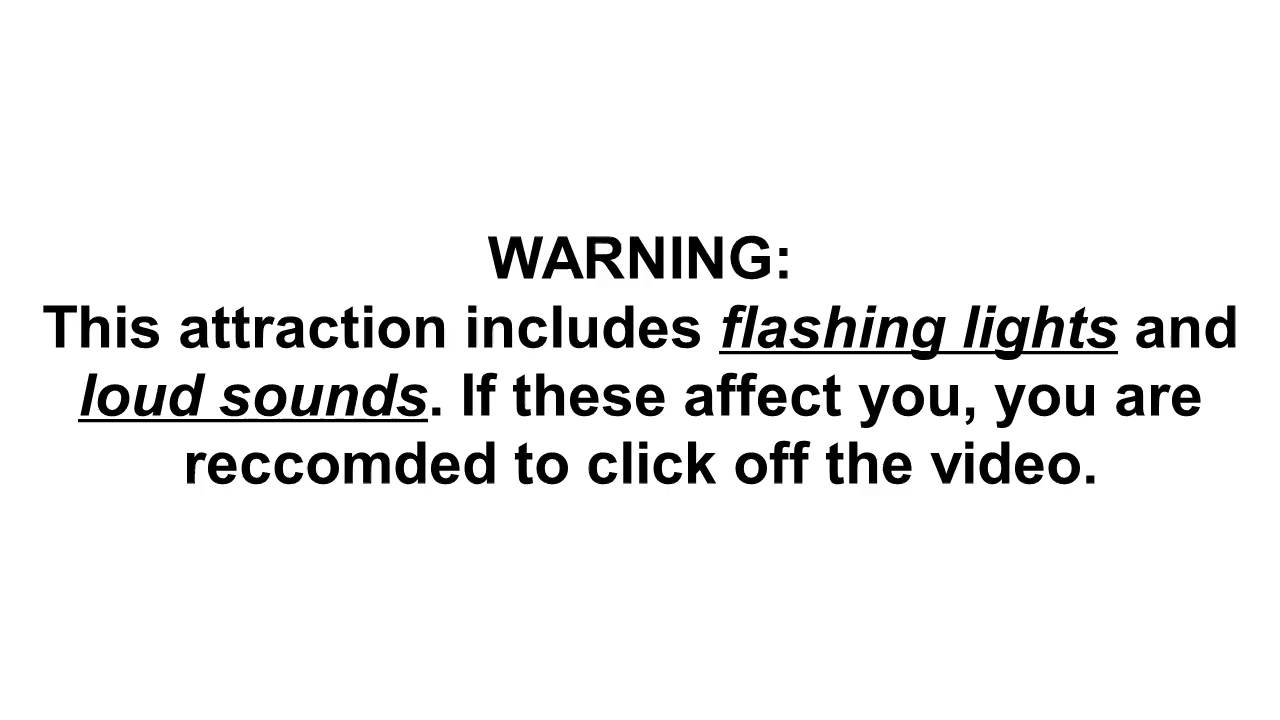 WARNING:
This attraction includes flashing lights and
loud sounds. If these affect you, you are
reccomded to click off the video.